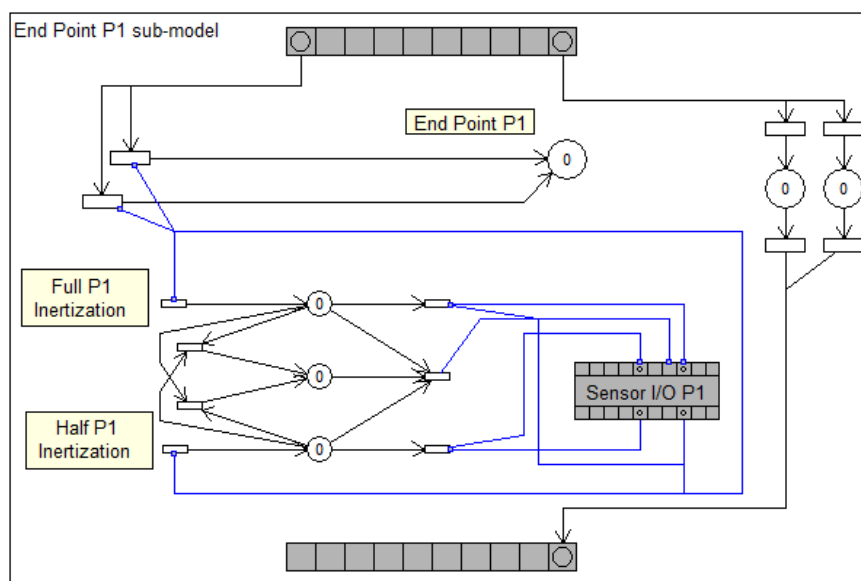 End Point P1 sub-model
End Point P1
0
0
0
Full P1
Inertization
0
0
Sensor I/O P1
Half P1
Inertization
0